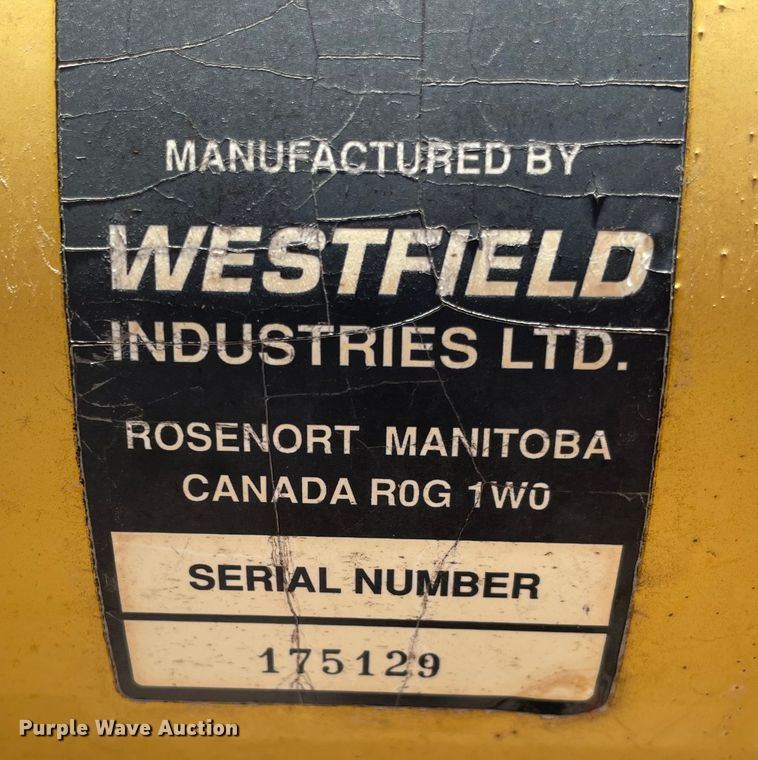 MANUFACTURED BY
WESTFIELD
INDUSTRIES LTD.
ROSENORT MANITOBA
CANADA R0G 1W0
SERIAL NUMBER
175129
Purple Wave Auction